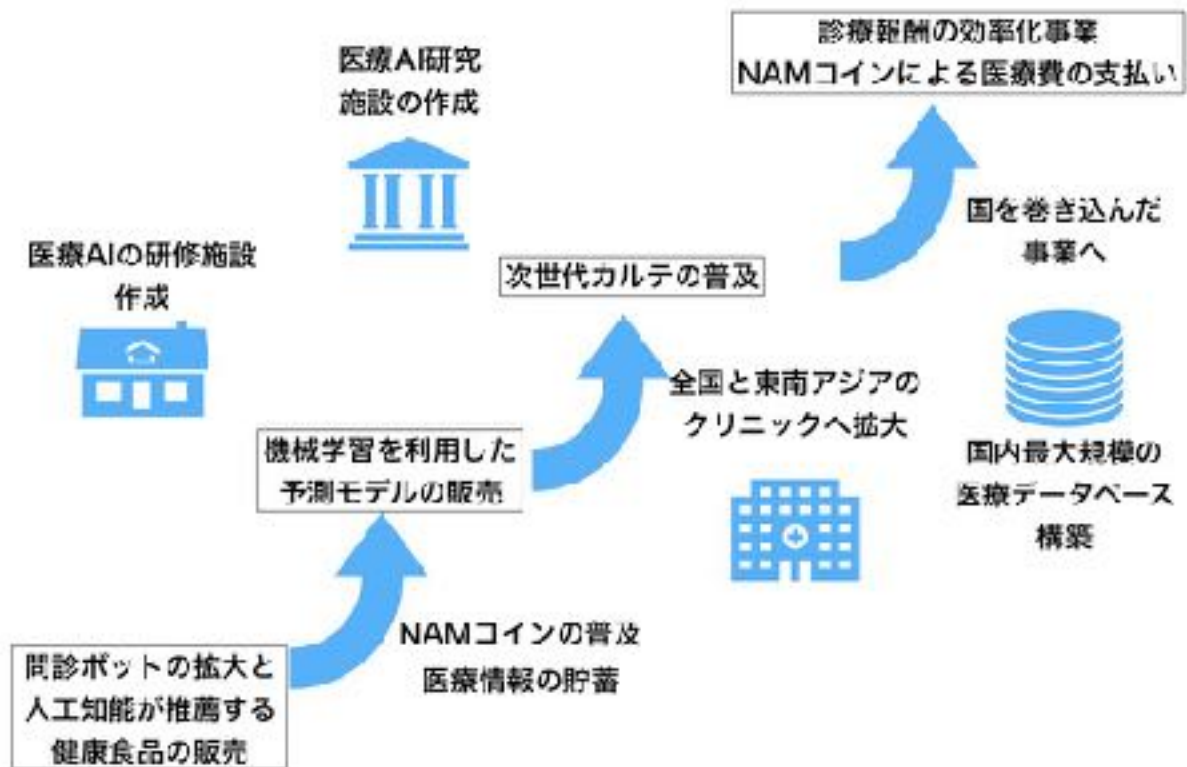 診療報酬の効率化事業
NAMコインによる医療費の支払い
医療AI研究
施設の作成
国を巻き込んだ
事業へ
医療AIの研修施設
作成
次世代カルテの普及
全国と東南アジアの
クリニックへ拡大
機械学習を利用した
予測モデルの販売
国内最大規模の
医療データベース
構築
NAMコインの普及
医療情報の貯蓄
問診ボットの拡大と
人工知能が推薦する
健康食品の販売